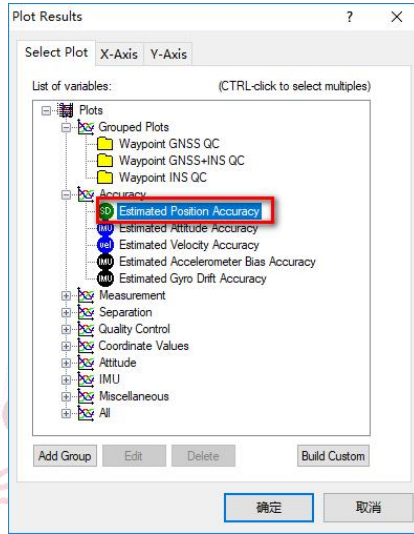 Plot Results ? ×
Select Plot X-Axis Y-Axis
List of variables: (CTRL-click to select multiples)
Plots
Grouped Plots
Waypoint GNSS QC
Waypoint GNSS+INS QC
Waypoint INS QC
Accuracy
SD Estimated Position Accuracy
IMU Estimated Attitude Accuracy
vel Estimated Velocity Accuracy
IMU Estimated Accelerometer Bias Accuracy
IMU Estimated Gyro Drift Accuracy
Measurement
Separation
Quality Control
Coordinate Values
Attitude
IMU
Miscellaneous
All
Add Group Edit Delete Build Custom
确定 取消